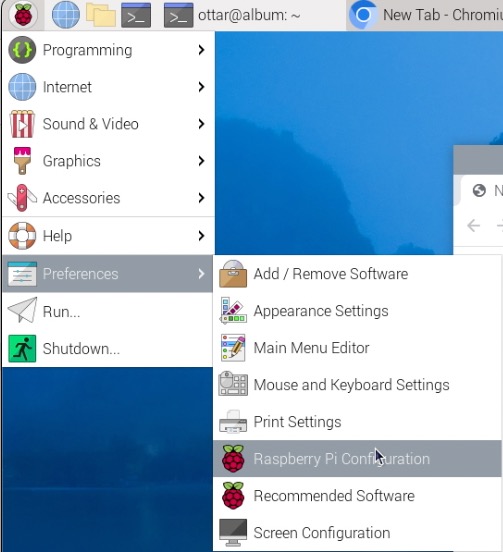 ottar@album: ~
New Tab - Chromiu
Programming
Internet
Sound & Video
Graphics
Accessories
Help
Preferences
Run...
Shutdown...
Add / Remove Software
Appearance Settings
Main Menu Editor
Mouse and Keyboard Settings
Print Settings
Raspberry Pi Configuration
Recommended Software
Screen Configuration
N